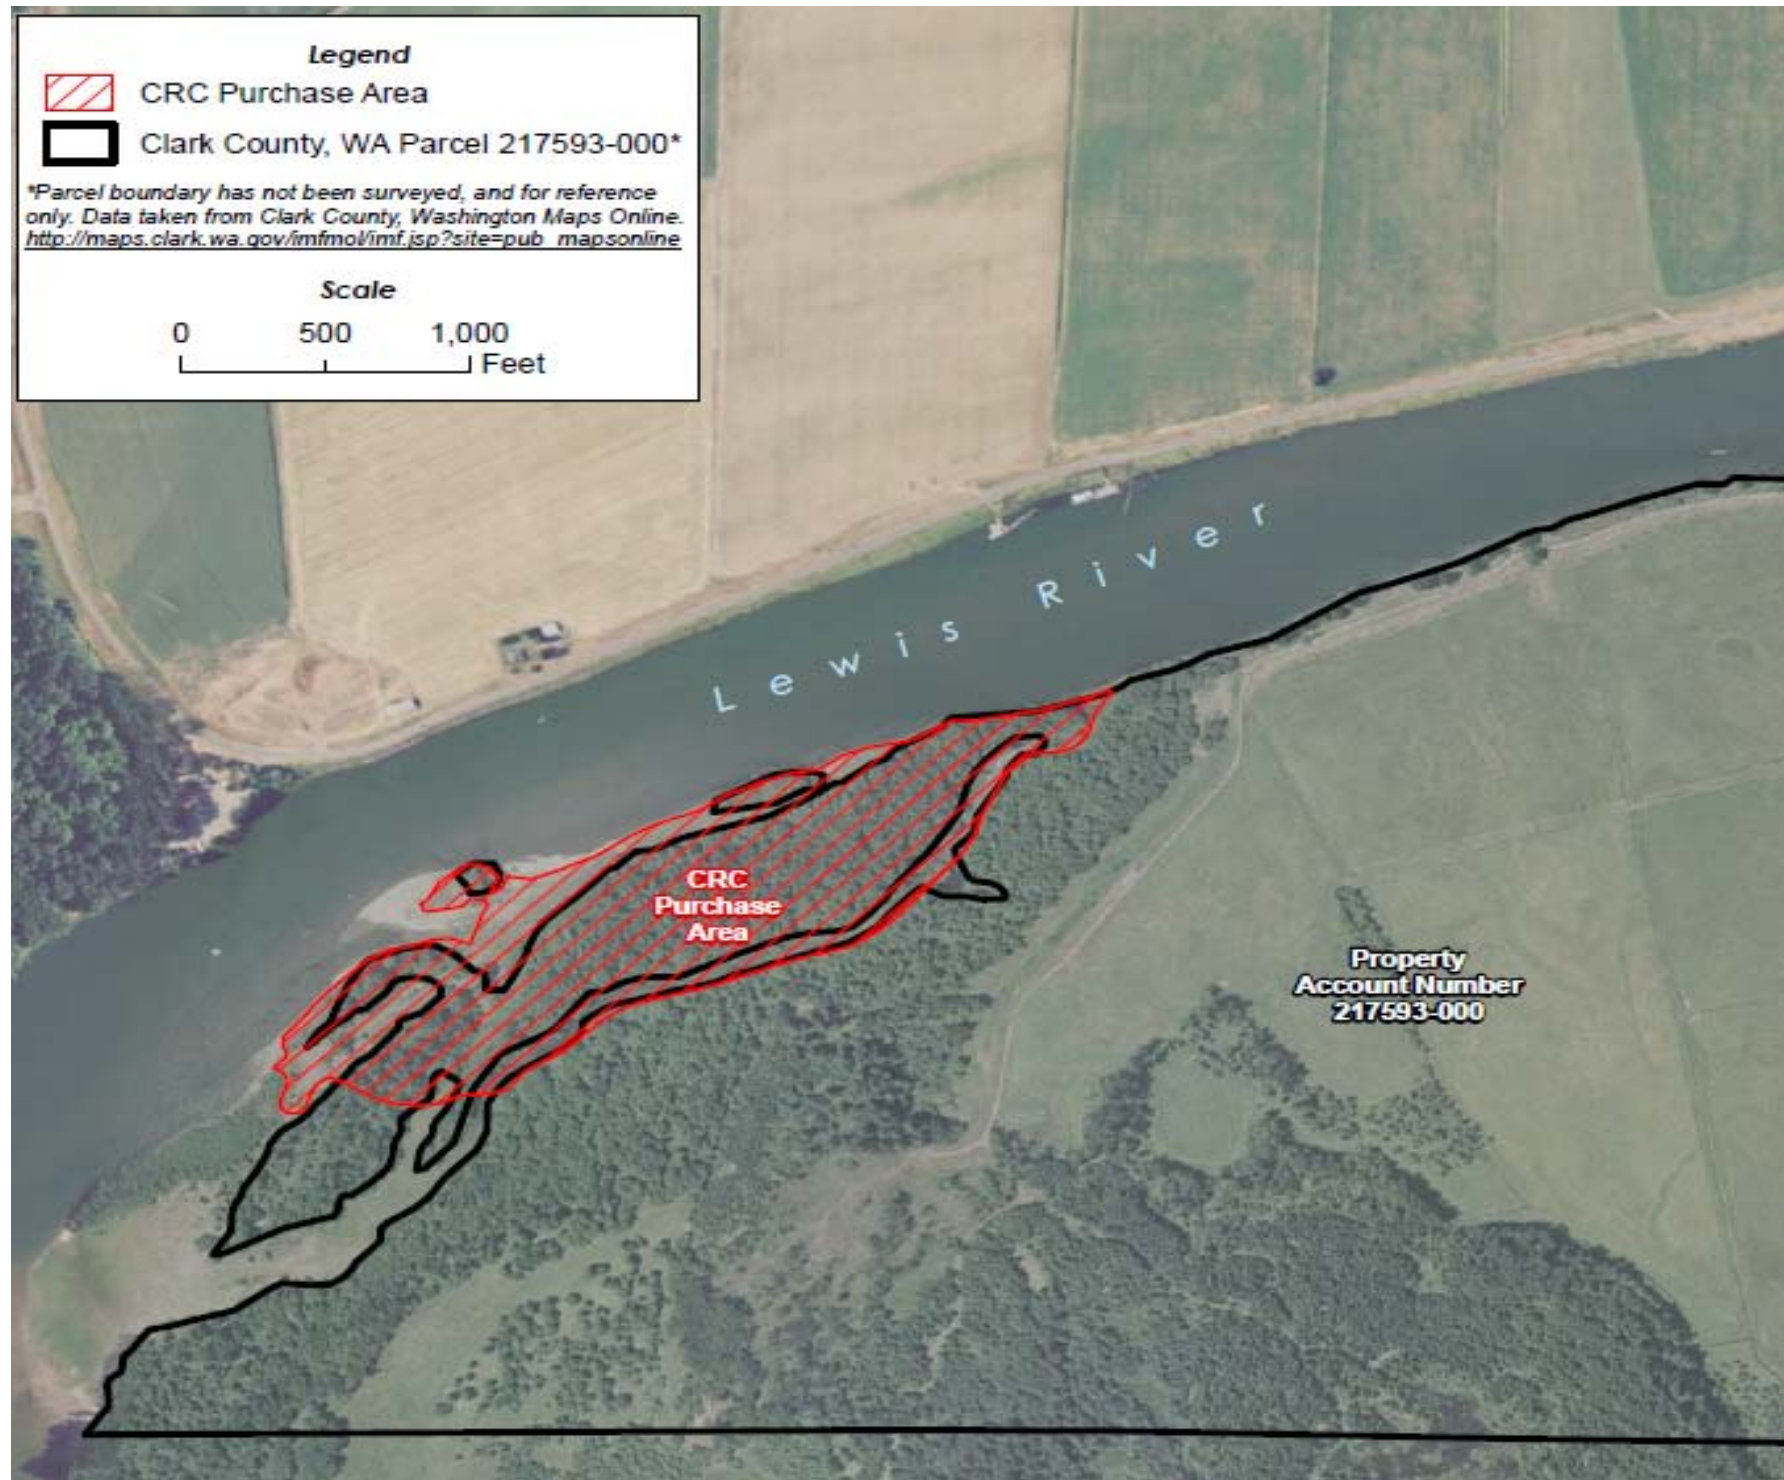 Legend
CRC Purchase Area
Clark County, WA Parcel 217593-000*
*Parcel boundary has not been surveyed, and for reference
only. Data taken from Clark County, Washington Maps Online.
http://maps.clark.wa.gov/imfmol/imf.jsp?site=pub_mapsonline
Scale
0 500 1,000
Feet
Lewis River
CRC
Purchase
Area
Property
Account Number
217593-000